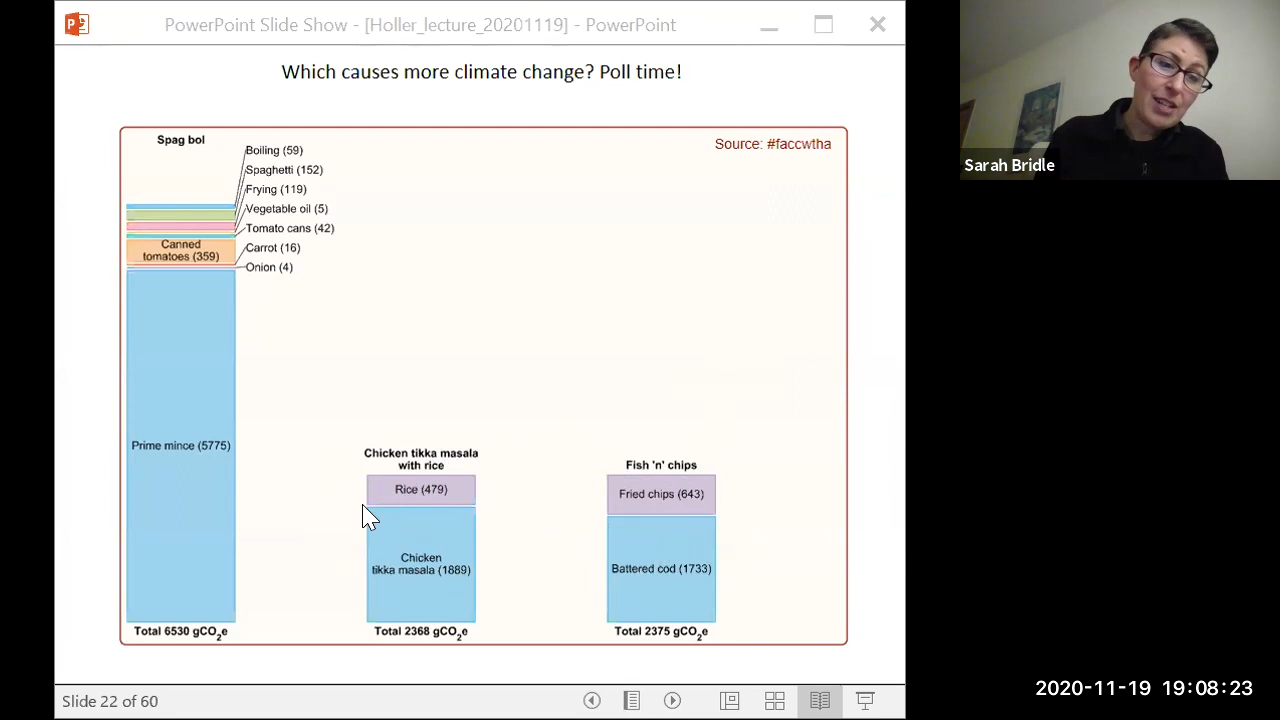 PowerPoint Slide Show - [Holler_lecture_20201119] - PowerPoint
Which causes more climate change? Poll time!
Source: #faccwtha
Spag bol
Boiling (59)
Spaghetti (152)
Frying (119)
Vegetable oil (5)
Tomato cans (42)
Canned
tomatoes (359)
Carrot (16)
Onion (4)
Prime mince (5775)
Total 6530 gCO₂e
Chicken tikka masala
with rice
Rice (479)
Chicken
tikka masala (1889)
Total 2368 gCO₂e
Fish 'n' chips
Fried chips (643)
Battered cod (1733)
Total 2375 gCO₂e
Slide 22 of 60
Sarah Bridle
2020-11-19 19:08:23